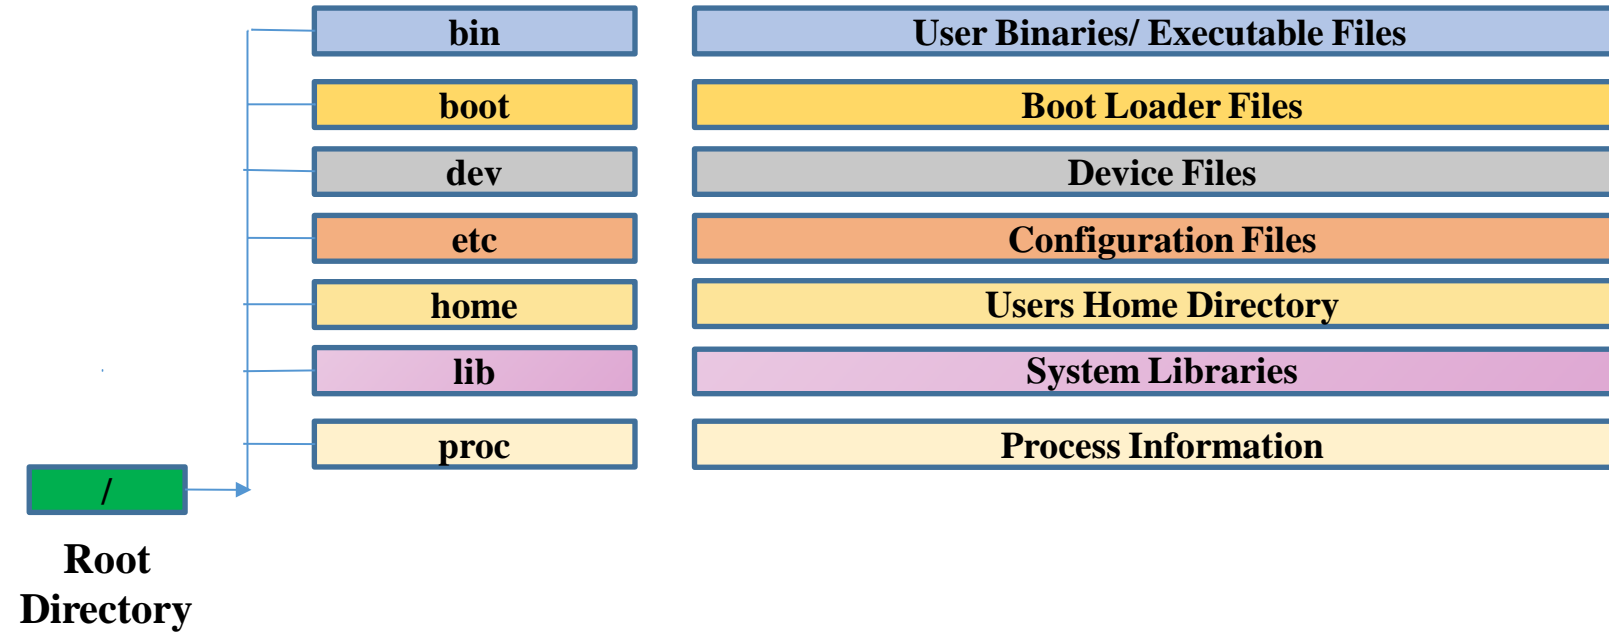 bin User Binaries/ Executable Files
boot Boot Loader Files
dev Device Files
etc Configuration Files
home Users Home Directory
lib System Libraries
proc Process Information
/
Root
Directory